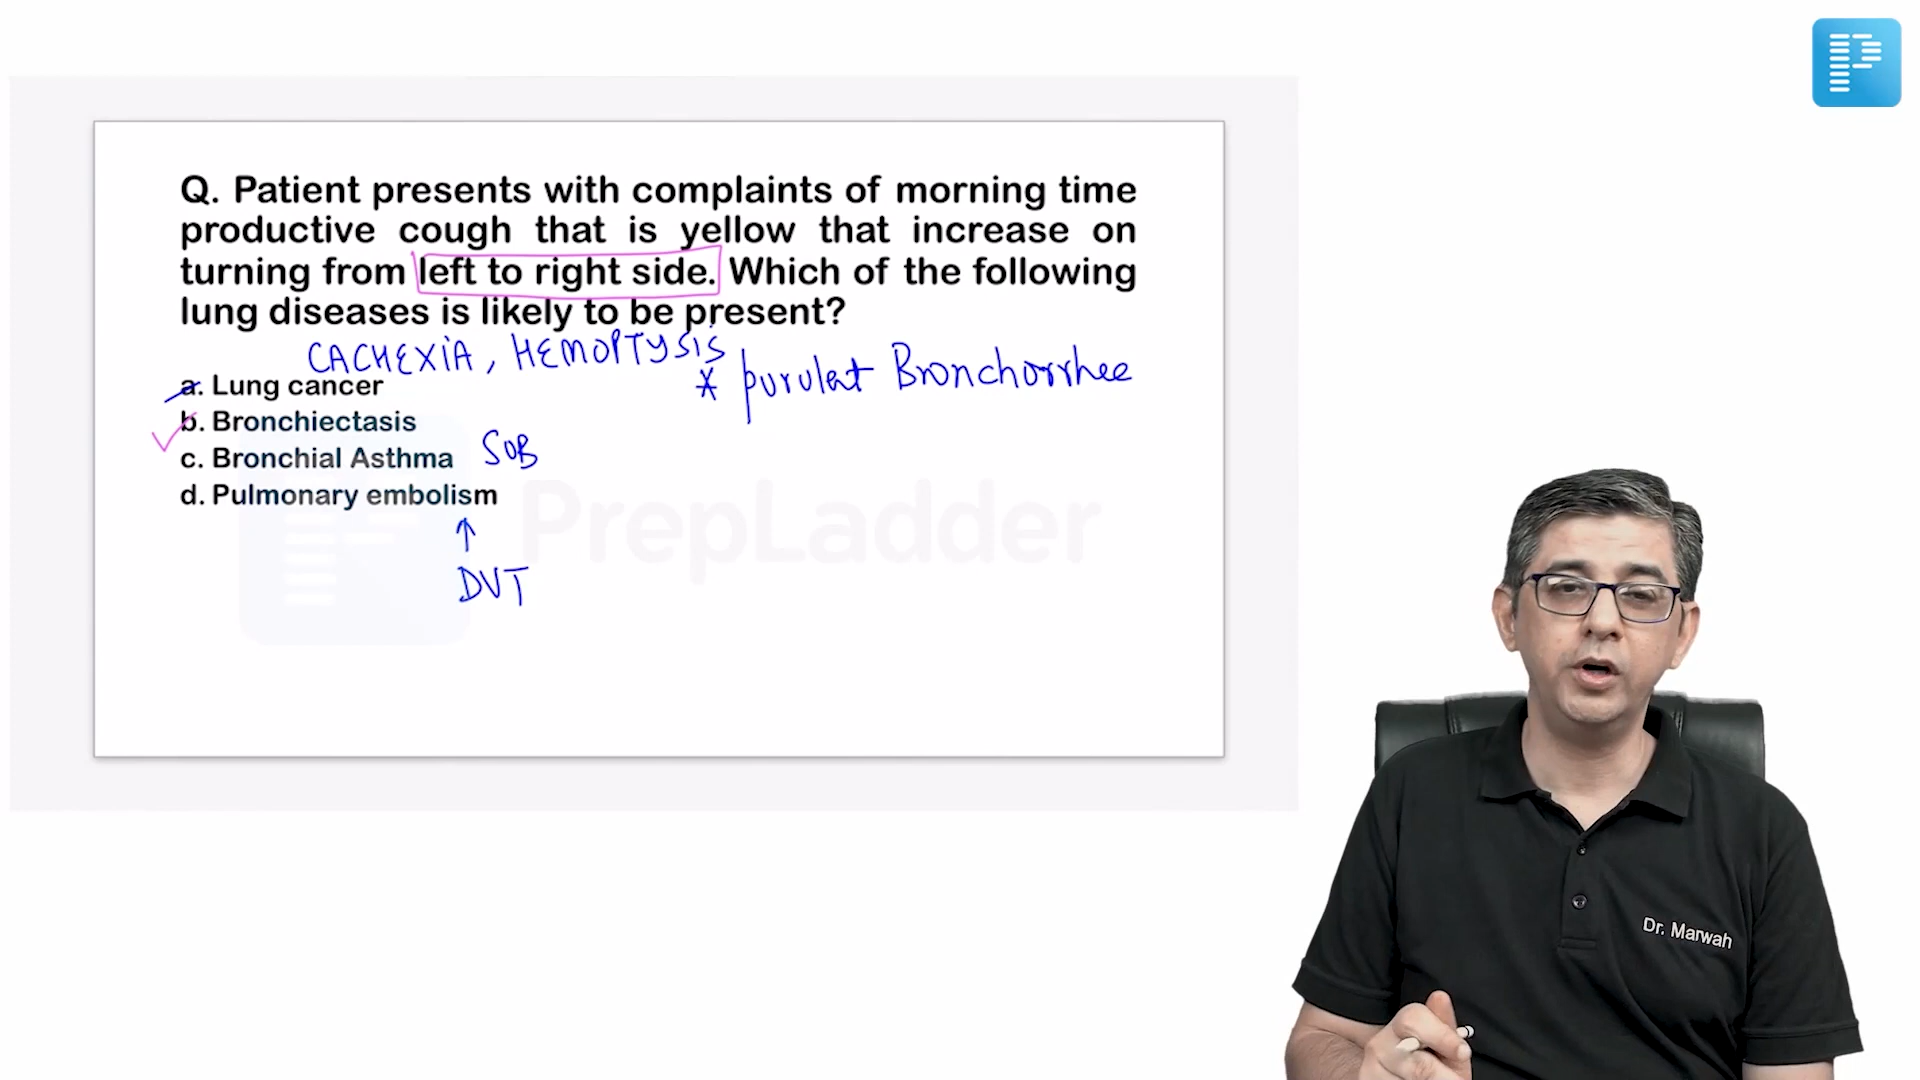 Q. Patient presents with complaints of morning time
productive cough that is yellow that increase on
turning from left to right side. Which of the following
lung diseases is likely to be present?
CACHEXIA, HEMOPTYSIS
* purulent Bronchorrhee
a. Lung cancer
b. Bronchiectasis
c. Bronchial Asthma SOB
d. Pulmonary embolism
↑
DVT
PrepLadder
Dr. Marwah